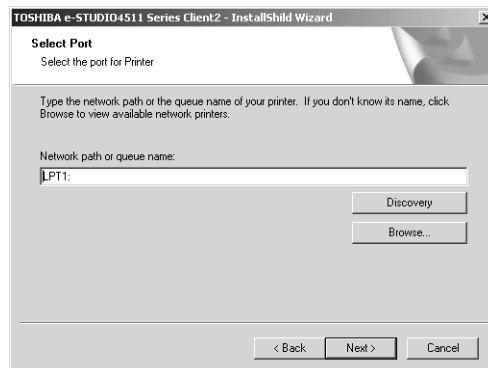 TOSHIBA e-STUDIO4511 Series Client2 - InstallShild Wizard
Select Port
Select the port for Printer
Type the network path or the queue name of your printer. If you don't know its name, click
Browse to view available network printers.
Network path or queue name:
LPT1:
Discovery
Browse...
< Back Next > Cancel